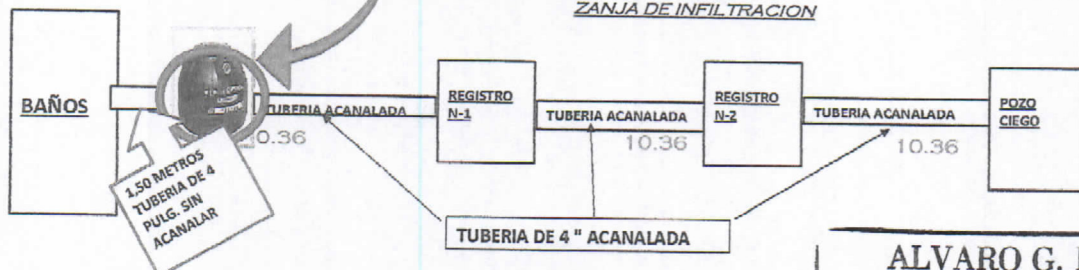 ZANJA DE INFILTRACION
BAÑOS
TUBERIA ACANALADA
0.36
REGISTRO
N-1
TUBERIA ACANALADA
10.36
REGISTRO
N-2
TUBERIA ACANALADA
10.36
POZO
CIEGO
1,50 METROS
TUBERIA DE 4
PULG. SIN
ACANALAR
TUBERIA DE 4 " ACANALADA
ALVARO G.